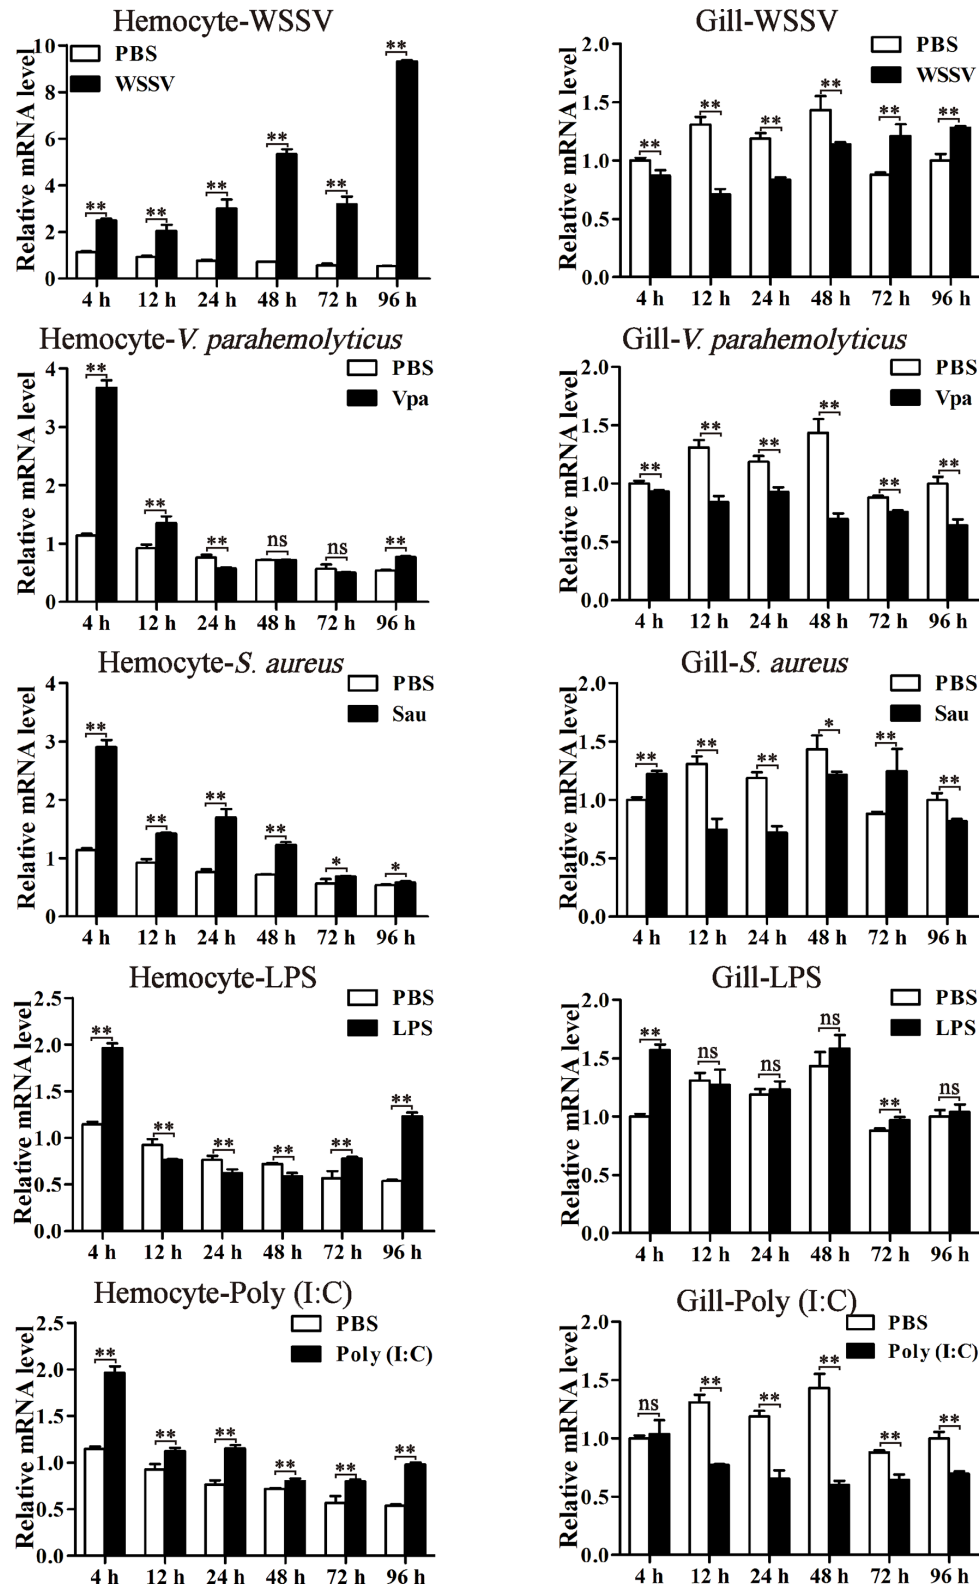 Hemocyte-WSSV
Relative mRNA level
PBS
WSSV
10
8
6
4
2
0
** ** ** ** ** **
4 h 12 h 24 h 48 h 72 h 96 h
Gill-WSSV
Relative mRNA level
PBS
WSSV
2.0
1.5
1.0
0.5
0.0
** ** ** ** ** **
4 h 12 h 24 h 48 h 72 h 96 h
Hemocyte-V. parahemolyticus
Relative mRNA level
PBS
Vpa
4
3
2
1
0
** ** ** ns ns **
4 h 12 h 24 h 48 h 72 h 96 h
Gill-V. parahemolyticus
Relative mRNA level
PBS
Vpa
2.0
1.5
1.0
0.5
0.0
** ** ** ** ** **
4 h 12 h 24 h 48 h 72 h 96 h
Hemocyte-S. aureus
Relative mRNA level
PBS
Sau
4
3
2
1
0
** ** ** ** * *
4 h 12 h 24 h 48 h 72 h 96 h
Gill-S. aureus
Relative mRNA level
PBS
Sau
2.0
1.5
1.0
0.5
0.0
** ** ** * ** **
4 h 12 h 24 h 48 h 72 h 96 h
Hemocyte-LPS
Relative mRNA level
PBS
LPS
2.5
2.0
1.5
1.0
0.5
0.0
** ** ** ** ** **
4 h 12 h 24 h 48 h 72 h 96 h
Gill-LPS
Relative mRNA level
PBS
LPS
2.0
1.5
1.0
0.5
0.0
** ns ns ns ** ns
4 h 12 h 24 h 48 h 72 h 96 h
Hemocyte-Poly (I:C)
Relative mRNA level
PBS
Poly (I:C)
2.5
2.0
1.5
1.0
0.5
0.0
** ** ** ** ** **
4 h 12 h 24 h 48 h 72 h 96 h
Gill-Poly (I:C)
Relative mRNA level
PBS
Poly (I:C)
2.0
1.5
1.0
0.5
0.0
ns ** ** ** ** **
4 h 12 h 24 h 48 h 72 h 96 h